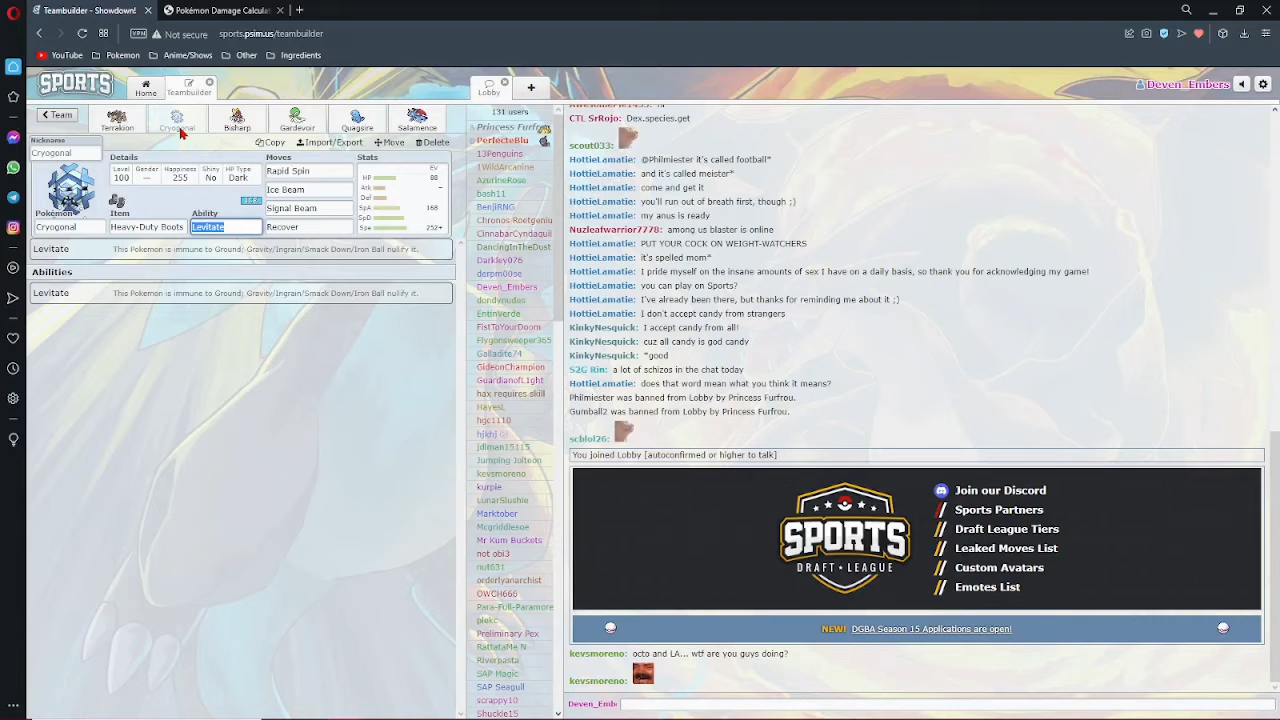 Teambuilder - Showdown!
Pokémon Damage Calcula
VPN Not secure sports.psim.us/teambuilder
YouTube Pokemon Anime/Shows Other Ingredients
SPORTS
Home
Teambuilder
Lobby
Deven_Embers
Team
Terrakion
Cryogonal
Bisharp
Gardevoir
Quagsire
Salamence
Copy Import/Export Move Delete
Nickname
Cryogonal
Details
Level Gender Happiness Shiny HP Type
100 — 255 No Dark
Pokémon
Cryogonal
Item
Heavy-Duty Boots
Ability
Levitate
Moves
Rapid Spin
Ice Beam
Signal Beam
Recover
Stats
EV
HP 88
Atk
Def
SpA 168
SpD
Spe 252+
Levitate This Pokemon is immune to Ground; Gravity/Ingrain/Smack Down/Iron Ball nullify it.
Abilities
Levitate This Pokemon is immune to Ground; Gravity/Ingrain/Smack Down/Iron Ball nullify it.
131 users
Princess Furfrou
PerfecteBlu
13Penguins
1WildArcanine
AzurineRose
bash11
BenjiRNG
Chronos-Roetgeniu
CinnabarCyndaquil
DancingInTheDust
Darkley076
derpm00se
Deven_Embers
dondynudes
EntinVerde
FistToYourDoom
Flygonsweeper365
Galladite74
GideonChampion
GuardianofL1ght
hax requires skill
HayesL
hgc1110
hjkhj
jdlman15115
Jumping Jolteon
kevsmoreno
kurpie
LunarSlushie
Marktober
Mcgriddlesoe
Mr Kum Buckets
not obi3
nut631
orderlyanarchist
OWCH666
Para-Full-Paramore
plekc
Preliminary Pex
RattataMe N
Riverpasta
SAP Magic
SAP Seagull
scrappy10
Shuckle15
CTL SrRojo: Dex.species.get
scout033:
HottieLamatie: @Philmiester it's called football*
HottieLamatie: and it's called meister*
HottieLamatie: come and get it
HottieLamatie: you'll run out of breath first, though ;)
HottieLamatie: my anus is ready
Nuzleafwarrior7778: among us blaster is online
HottieLamatie: PUT YOUR COCK ON WEIGHT-WATCHERS
HottieLamatie: it's spelled mom*
HottieLamatie: I pride myself on the insane amounts of sex I have on a daily basis, so thank you for acknowledging my game!
HottieLamatie: you can play on Sports?
HottieLamatie: I've already been there, but thanks for reminding me about it ;)
HottieLamatie: I don't accept candy from strangers
KinkyNesquick: I accept candy from all!
KinkyNesquick: cuz all candy is god candy
KinkyNesquick: *good
S2G Rin: a lot of schizos in the chat today
HottieLamatie: does that word mean what you think it means?
Philmiester was banned from Lobby by Princess Furfrou.
Gumball2 was banned from Lobby by Princess Furfrou.
scblol26:
You joined Lobby [autoconfirmed or higher to talk]
SPORTS
DRAFT LEAGUE
Join our Discord
Sports Partners
Draft League Tiers
Leaked Moves List
Custom Avatars
Emotes List
NEW! DGBA Season 15 Applications are open!
kevsmoreno: octo and LA... wtf are you guys doing?
kevsmoreno:
Deven_Embe